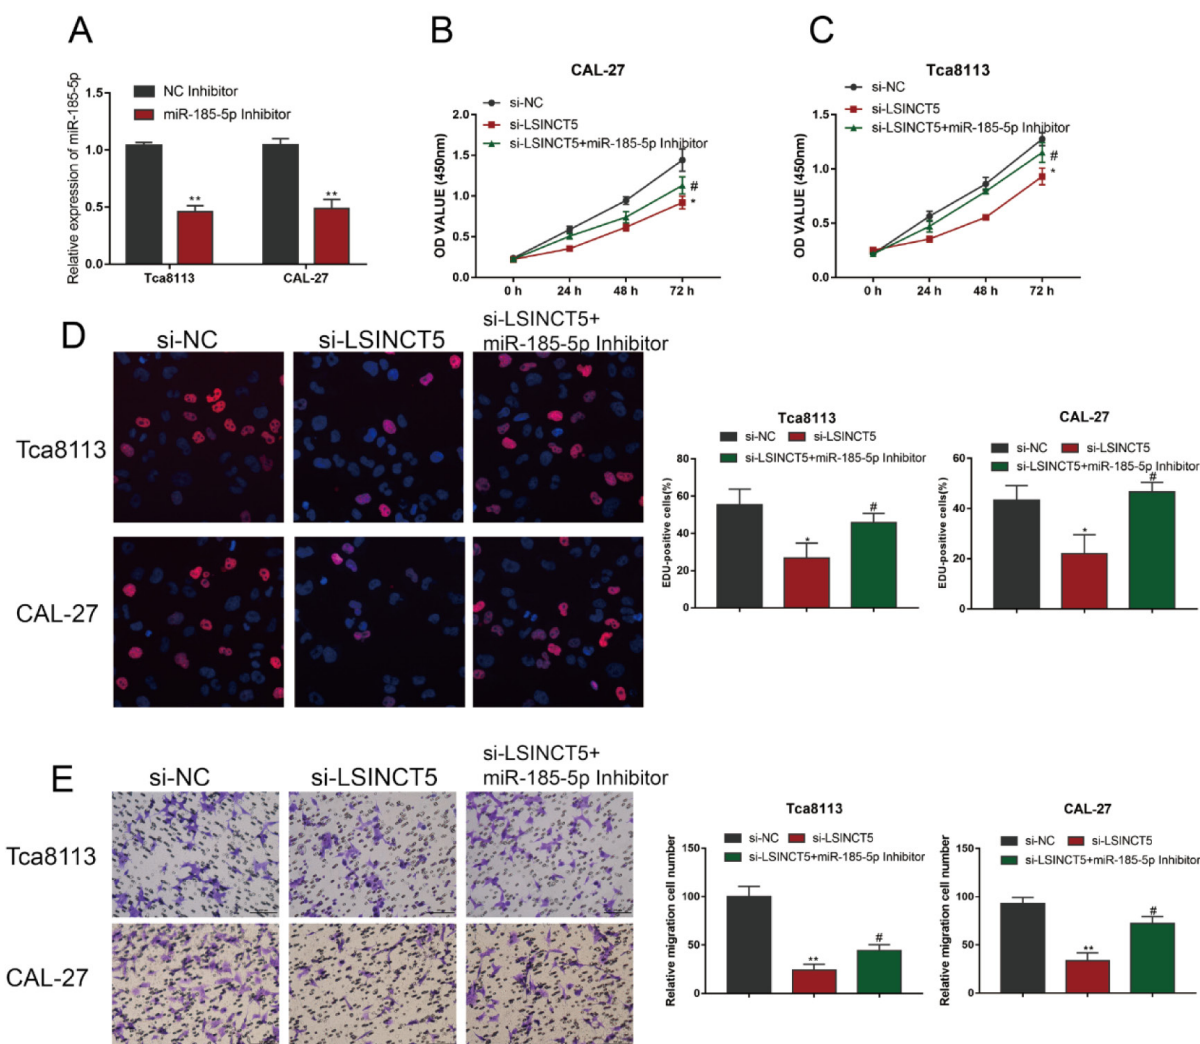 A
NC Inhibitor
miR-185-5p Inhibitor
Relative expression of miR-185-5p
1.5
1.0
0.5
0.0
**
**
Tca8113
CAL-27
B
CAL-27
si-NC
si-LSINCT5
si-LSINCT5+miR-185-5p Inhibitor
OD VALUE (450nm)
2.0
1.5
1.0
0.5
0.0
#
*
0 h
24 h
48 h
72 h
C
Tca8113
si-NC
si-LSINCT5
si-LSINCT5+miR-185-5p Inhibitor
OD VALUE (450nm)
1.5
1.0
0.5
0.0
#
*
0 h
24 h
48 h
72 h
D
si-NC
si-LSINCT5
si-LSINCT5+
miR-185-5p Inhibitor
Tca8113
CAL-27
Tca8113
si-NC
si-LSINCT5
si-LSINCT5+miR-185-5p Inhibitor
EDU-positive cells(%)
80
60
40
20
0
*
#
CAL-27
si-NC
si-LSINCT5
si-LSINCT5+miR-185-5p Inhibitor
EDU-positive cells(%)
60
40
20
0
*
#
E
si-NC
si-LSINCT5
si-LSINCT5+
miR-185-5p Inhibitor
Tca8113
CAL-27
Tca8113
si-NC
si-LSINCT5
si-LSINCT5+miR-185-5p Inhibitor
Relative migration cell number
150
100
50
0
**
#
CAL-27
si-NC
si-LSINCT5
si-LSINCT5+miR-185-5p Inhibitor
Relative migration cell number
150
100
50
0
**
#